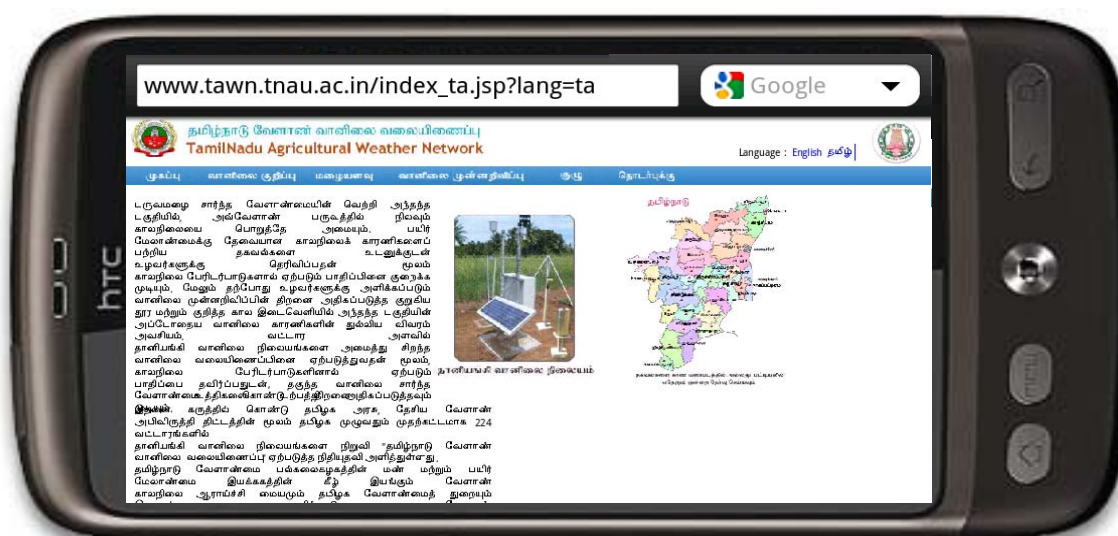 www.tawn.tnau.ac.in/index_ta.jsp?lang=ta
Google
தமிழ்நாடு வேளாண் வானிலை வலையிணைப்பு
TamilNadu Agricultural Weather Network
Language : English தமிழ்
முகப்பு வானிலை குறிப்பு மழையளவு வானிலை முன்னறிவிப்பு குழு தொடர்புக்கு
டருவமழை சார்ந்த வேளாண்மையின் வெற்றி அந்தந்த
டகுதியில், அவ்வேளாண் பருவத்தில் நிலவும்
காலநிலையை பொறுத்தே அமையும். பயிர்
மேலாண்மைக்கு தேவையான காலநிலைக் காரணிகளைப்
பற்றிய தகவல்களை உடனுக்குடன்
உழவர்களுக்கு தெரிவிப்பதன் மூலம்
காலநிலை பேரிடர்பாடுகளால் ஏற்படும் பாதிப்பினை குறைக்க
முடியும், மேலும் தற்போது உழவர்களுக்கு அளிக்கப்படும்
வானிலை முன்னறிவிப்பின் திறனை அதிகப்படுத்த குறுகிய
தூர மற்றும் குறித்த கால இடைவெளியில் அந்தந்த டகுதியின்
அப்டோதைய வானிலை காரணிகளின் துல்லிய விவரம்
அவசியம், வட்டார அளவில்
தானியங்கி வானிலை நிலையங்களை அமைத்து சிறந்த
வானிலை வலையிணைப்பினை ஏற்படுத்துவதன் மூலம்,
காலநிலை பேரிடர்பாடுகளினால் ஏற்படும்
பாதிப்பை தவிர்ப்பதுடன், தகுந்த வானிலை சார்ந்த
கருத்தில் கொண்டு தமிழக அரசு, தேசிய வேளாண்
அபிவிருத்தி திட்டத்தின் மூலம் தமிழக முழுவதும் முதற்கட்டமாக 224
வட்டாரங்களில்
தானியங்கி வானிலை நிலையங்களை நிறுவி "தமிழ்நாடு வேளாண்
வானிலை வலையிணைப்பு ஏற்படுத்த நிதியுதவி அளித்துள்ளது,
தமிழ்நாடு வேளாண்மை பல்கலைகழகத்தின் மண் மற்றும் பயிர்
மேலாண்மை இயக்ககத்தின் கீழ் இயங்கும் வேளாண்
காலநிலை ஆராய்ச்சி மையமும் தமிழக வேளாண்மைத் துறையும்
தானியங்கி வானிலை நிலையம்
தமிழ்நாடு
hTC